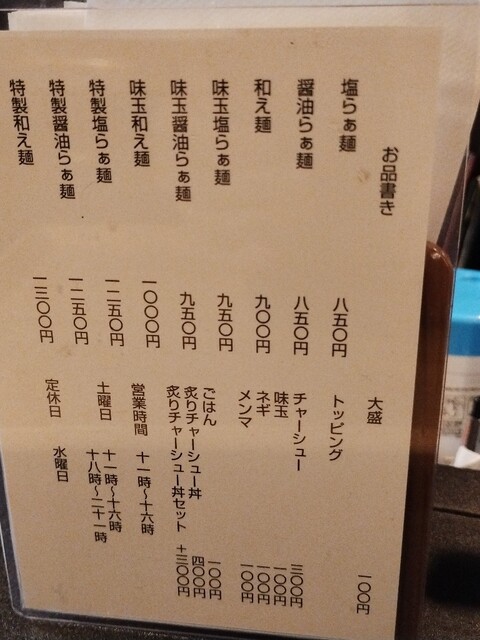 お品書き
塩らぁ麺 八五〇円
醤油らぁ麺 八五〇円
和え麺 九〇〇円
味玉塩らぁ麺 九五〇円
味玉醤油らぁ麺 九五〇円
味玉和え麺 一〇〇〇円
特製塩らぁ麺 一二五〇円
特製醤油らぁ麺 一二五〇円
特製和え麺 一三〇〇円
大盛 一〇〇円
トッピング
チャーシュー 三〇〇円
味玉 一〇〇円
ネギ 一〇〇円
メンマ 一〇〇円
ごはん 一〇〇円
炙りチャーシュー丼 四〇〇円
炙りチャーシュー丼セット +三〇〇円
営業時間 十一時~十六時
土曜日 十一時~十六時
十八時~二十一時
定休日 水曜日